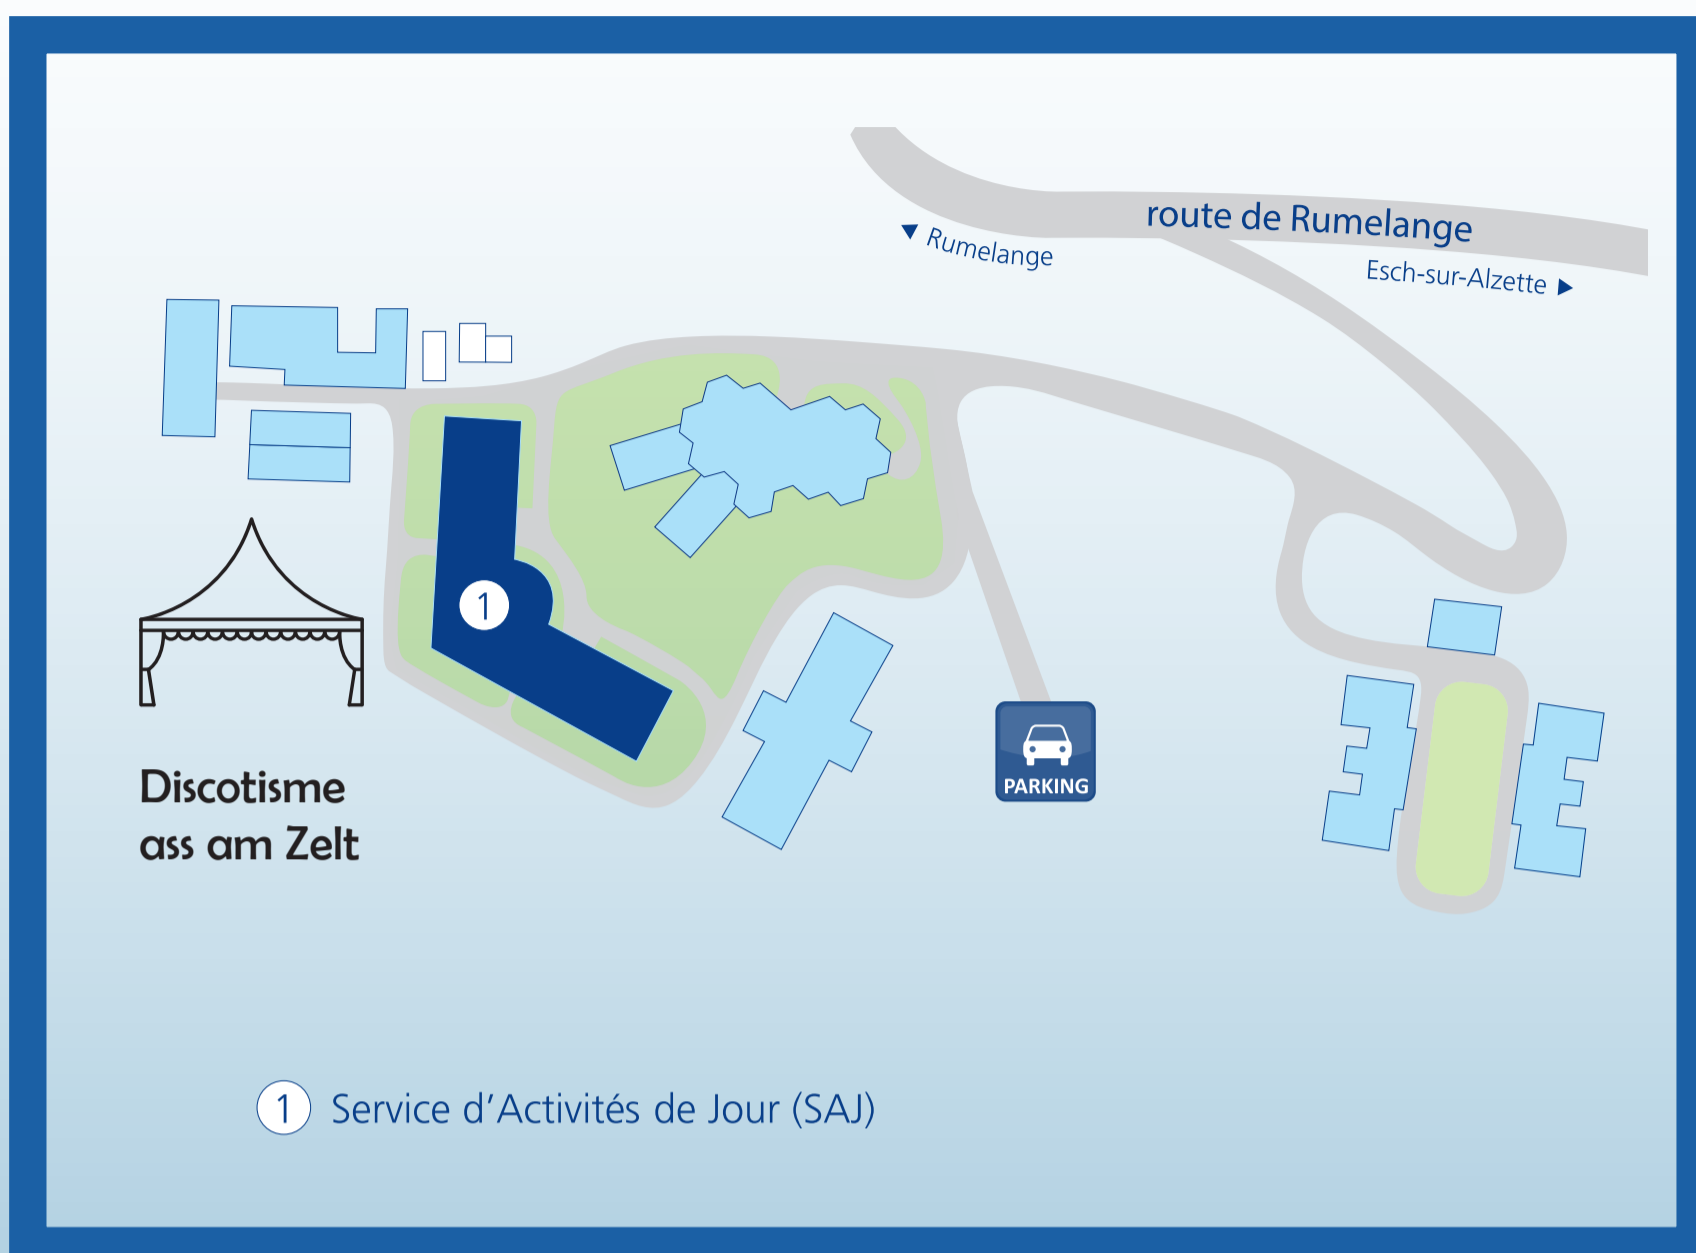 route de Rumelange
Rumelange
Esch-sur-Alzette
1
PARKING
Discotisme
ass am Zelt
1 Service d’Activités de Jour (SAJ)